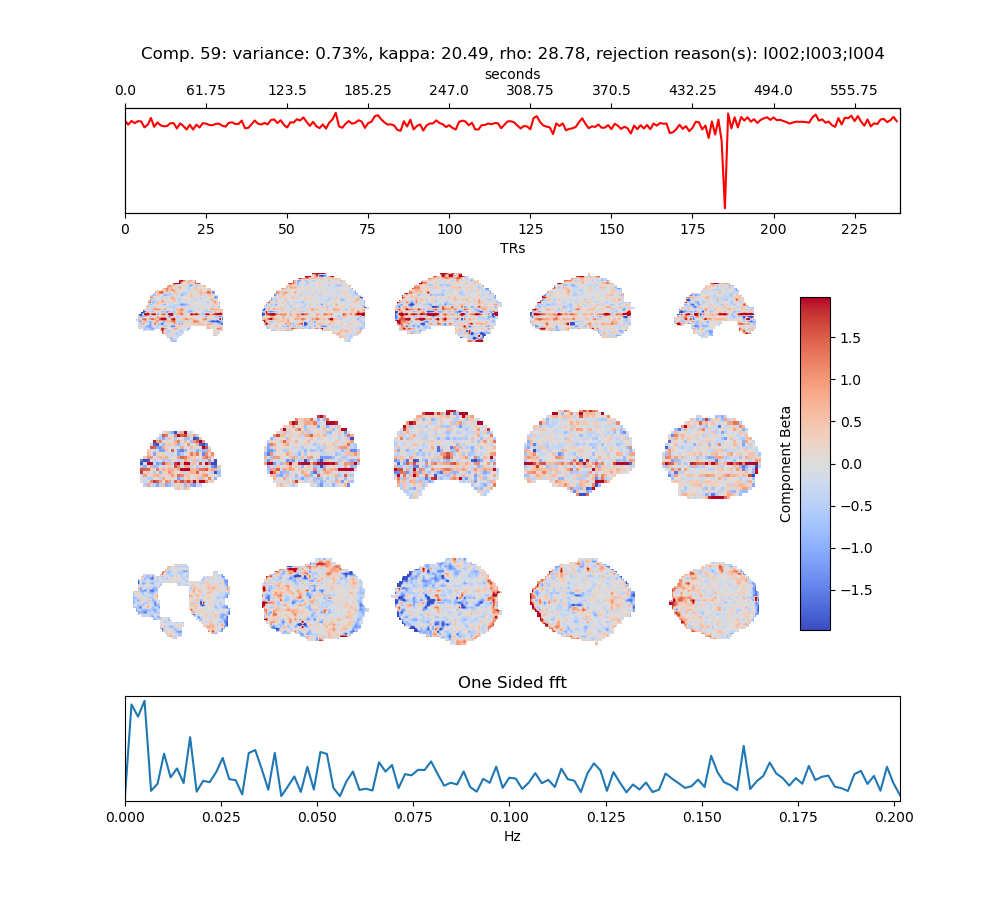 Comp. 59: variance: 0.73%, kappa: 20.49, rho: 28.78, rejection reason(s): I002;I003;I004
seconds
0.0 61.75 123.5 185.25 247.0 308.75 370.5 432.25 494.0 555.75
0 25 50 75 100 125 150 175 200 225
TRs
1.5
1.0
0.5
0.0
−0.5
−1.0
−1.5
Component Beta
One Sided fft
0.000 0.025 0.050 0.075 0.100 0.125 0.150 0.175 0.200
Hz